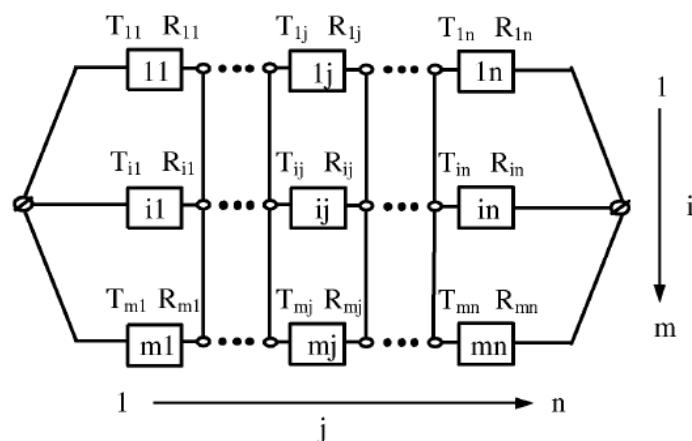 T11 R11 T1j R1j T1n R1n
11 1j 1n 1
Ti1 Ri1 Tij Rij Tin Rin
i1 ij in i
Tm1 Rm1 Tmj Rmj Tmn Rmn
m1 mj mn m
1 n
j